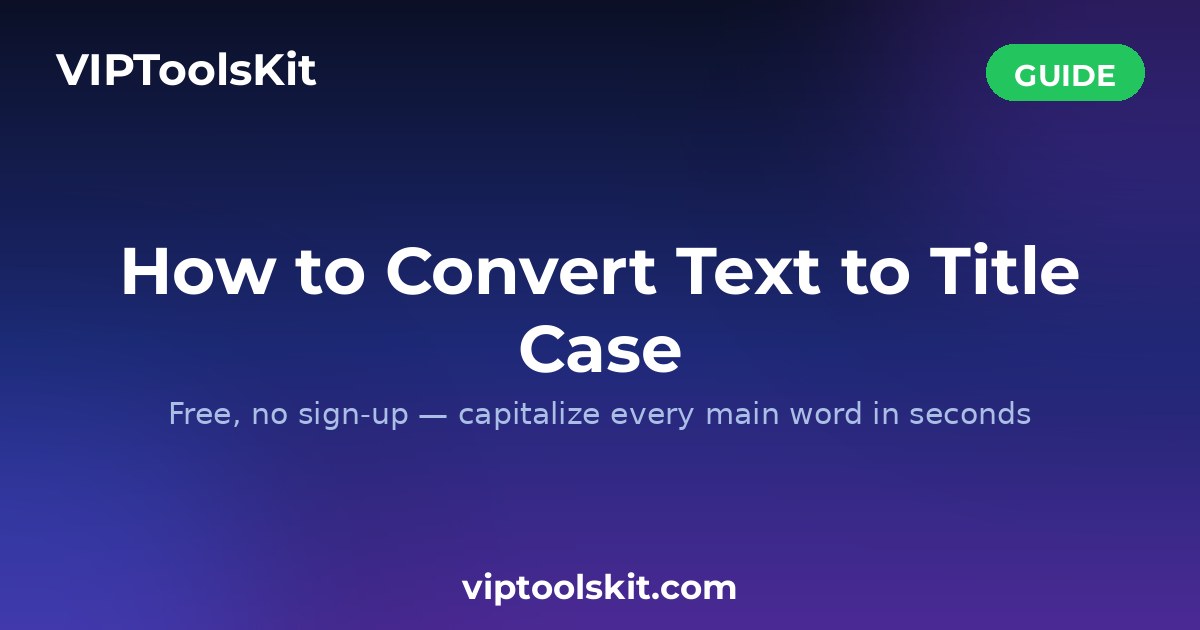 VIPToolsKit
GUIDE
How to Convert Text to Title
Case
Free, no sign-up — capitalize every main word in seconds
viptoolskit.com